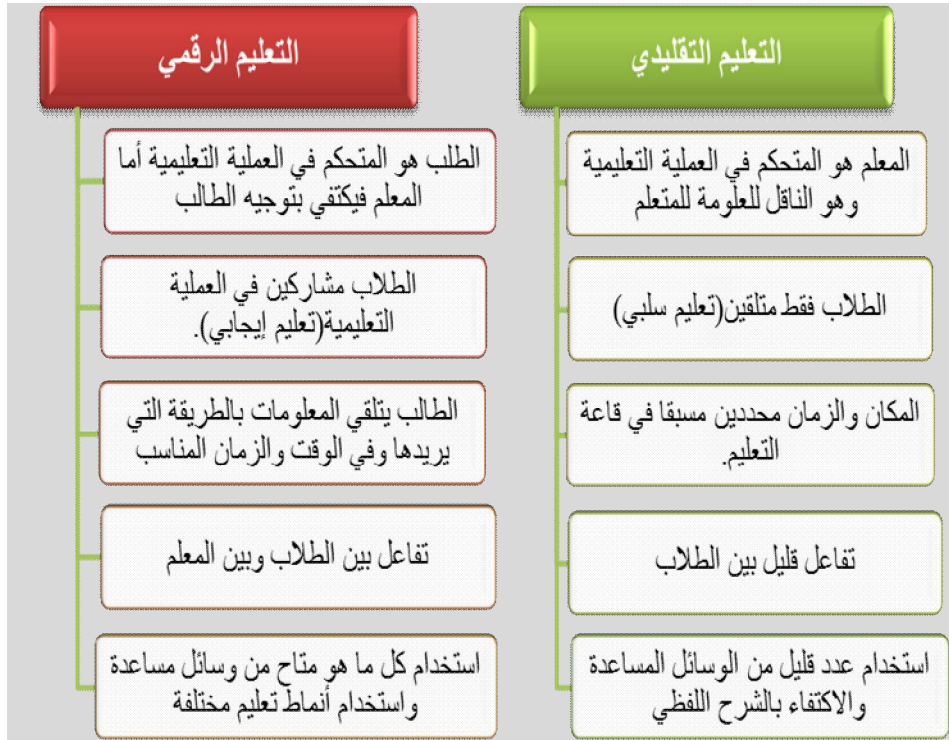 التعليم التقليدي
المعلم هو المتحكم في العملية التعليمية
وهو الناقل للعلومة للمتعلم
الطلاب فقط متلقين(تعليم سلبي)
المكان والزمان محددين مسبقا في قاعة
التعليم.
تفاعل قليل بين الطلاب
استخدام عدد قليل من الوسائل المساعدة
والاكتفاء بالشرح اللفظي
التعليم الرقمي
الطلب هو المتحكم في العملية التعليمية أما
المعلم فيكتفي بتوجيه الطالب
الطلاب مشاركين في العملية
التعليمية(تعليم إيجابي).
الطالب يتلقي المعلومات بالطريقة التي
يريدها وفي الوقت والزمان المناسب
تفاعل بين الطلاب وبين المعلم
استخدام كل ما هو متاح من وسائل مساعدة
واستخدام أنماط تعليم مختلفة